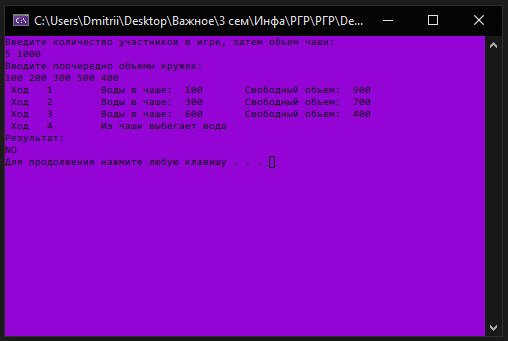 C:\Users\Dmitrii\Desktop\Важное\3 сем\Инфа\РГР\РГР\De...
Введите количество участников в игре, затем объем чаши:
5 1000
Вводите поочередно объемы кружек:
100 200 300 500 400
Ход 1 Воды в чаше: 100 Свободный объем: 900
Ход 2 Воды в чаше: 300 Свободный объем: 700
Ход 3 Воды в чаше: 600 Свободный объем: 400
Ход 4 Из чаши выбегает вода
Результат:
NO
Для продолжения нажмите любую клавишу . . .